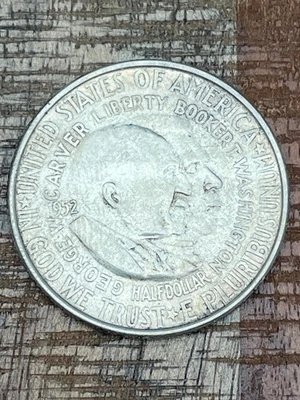 UNITED STATES OF AMERICA
E PLURIBUS UNUM
IN GOD WE TRUST
GEORGE W. CARVER
LIBERTY
BOOKER T. WASHINGTON
HALF DOLLAR
1952